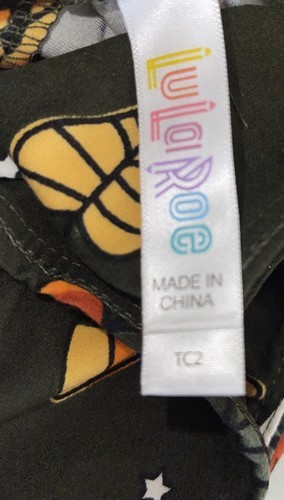 LuLaRoe
MADE IN
CHINA
TC2